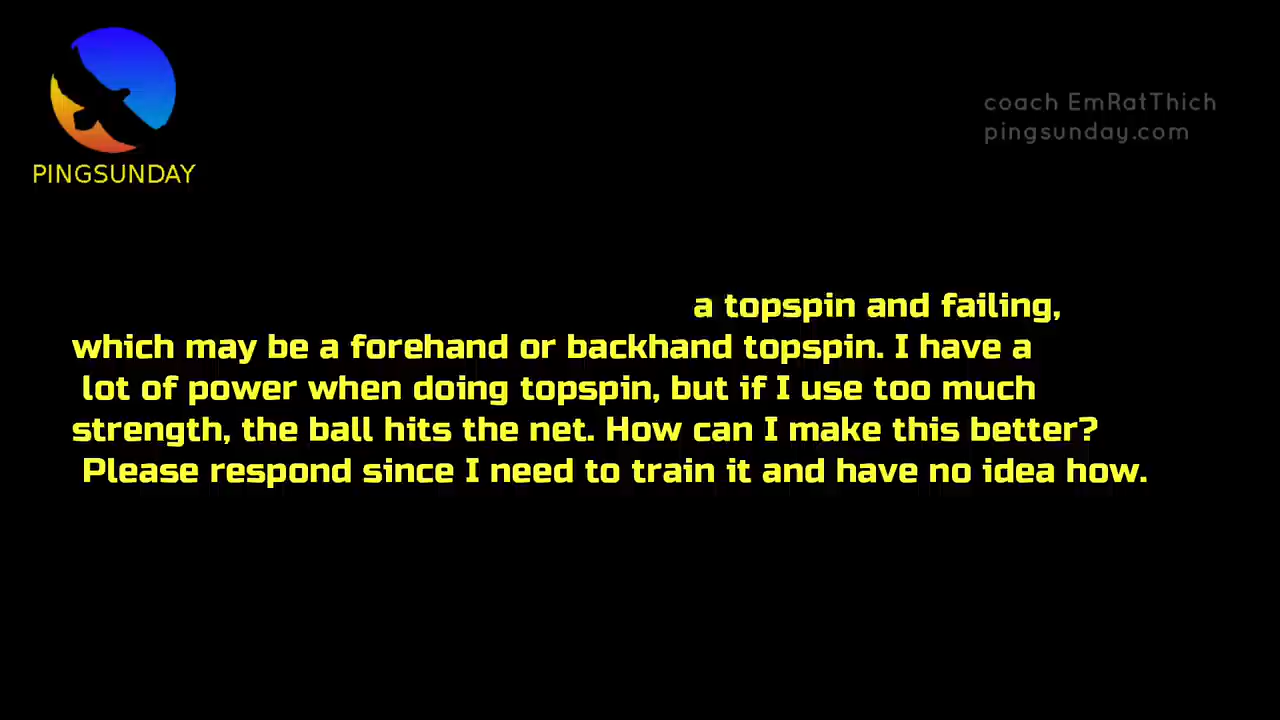 coach EmRatThich
pingsunday.com
PINGSUNDAY
a topspin and failing,
which may be a forehand or backhand topspin. I have a
lot of power when doing topspin, but if I use too much
strength, the ball hits the net. How can I make this better?
Please respond since I need to train it and have no idea how.